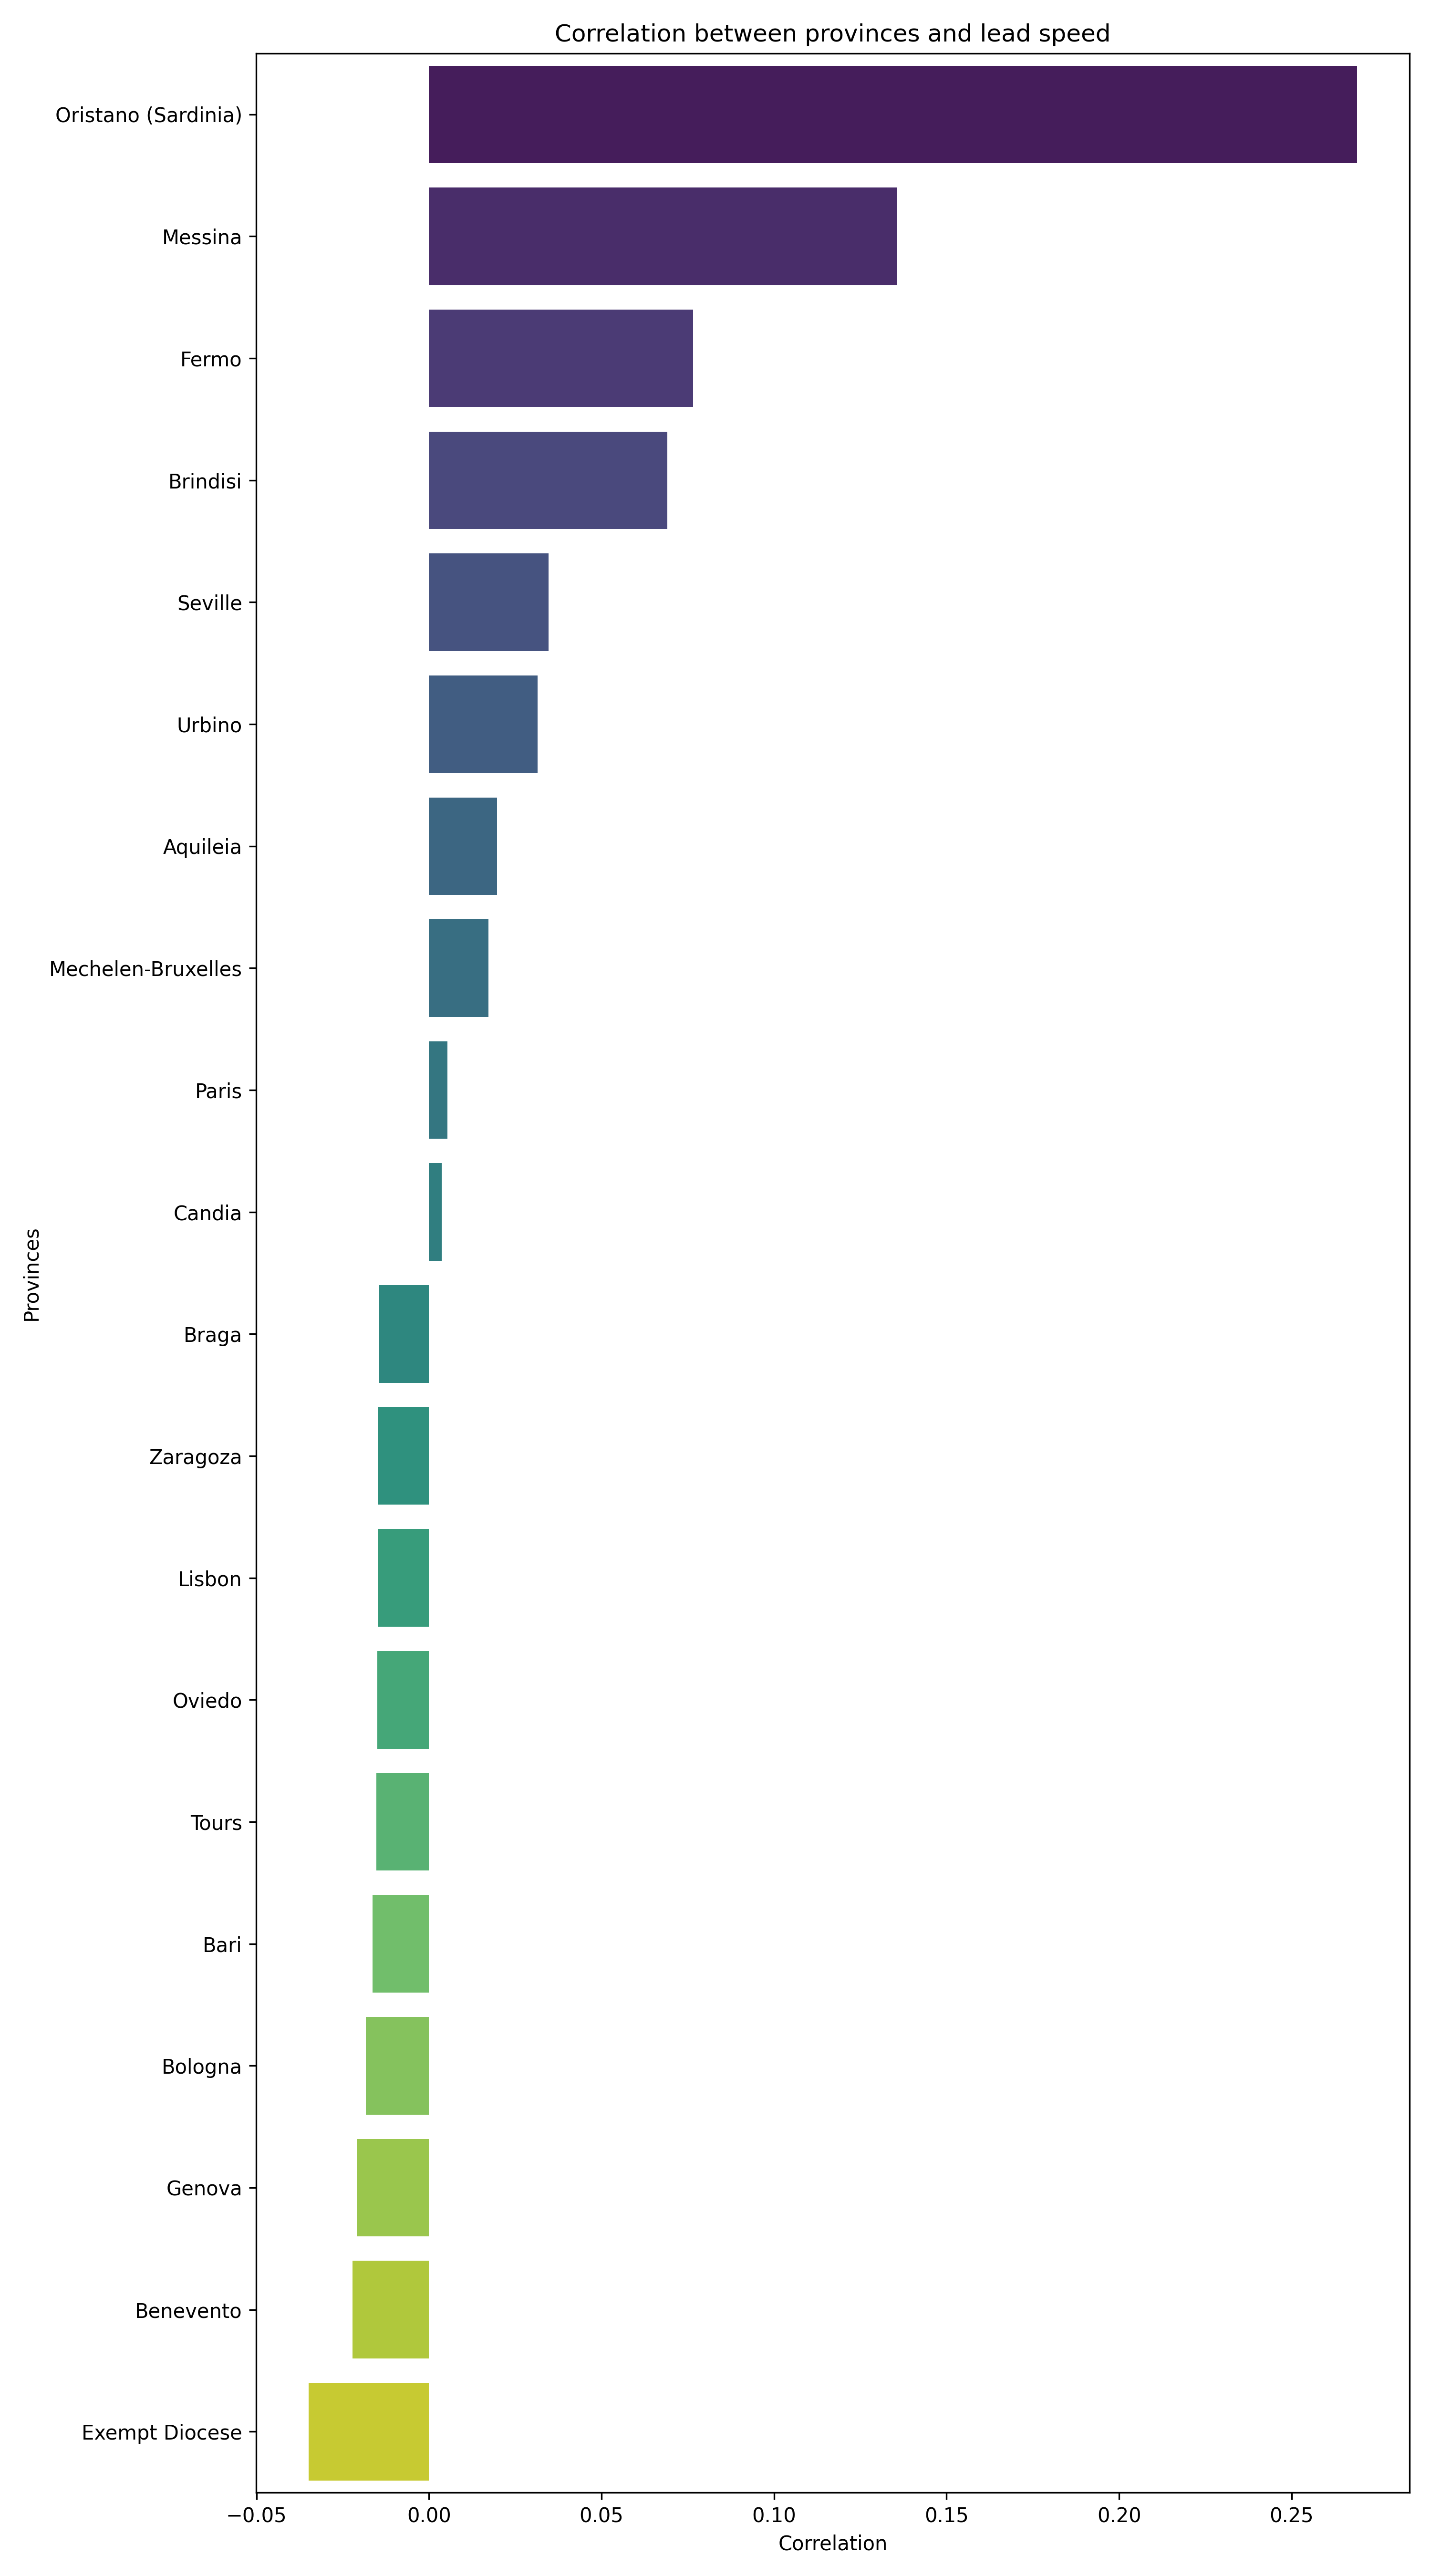 Correlation between provinces and lead speed
Oristano (Sardinia)
Messina
Fermo
Brindisi
Seville
Urbino
Aquileia
Mechelen-Bruxelles
Paris
Candia
Braga
Zaragoza
Lisbon
Oviedo
Tours
Bari
Bologna
Genova
Benevento
Exempt Diocese
Provinces
−0.05 0.00 0.05 0.10 0.15 0.20 0.25
Correlation